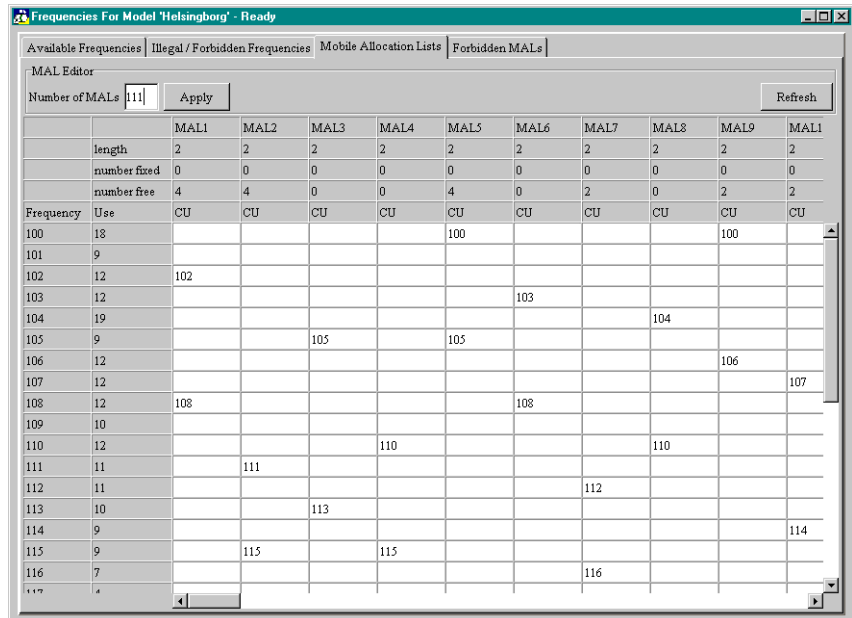 Frequencies For Model 'Helsingborg' - Ready
Available Frequencies Illegal / Forbidden Frequencies Mobile Allocation Lists Forbidden MALs
MAL Editor
Number of MALs 111 Apply Refresh
MAL1 MAL2 MAL3 MAL4 MAL5 MAL6 MAL7 MAL8 MAL9 MAL1
length 2 2 2 2 2 2 2 2 2 2
number fixed 0 0 0 0 0 0 0 0 0 0
number free 4 4 0 0 4 0 2 0 2 2
Frequency Use CU CU CU CU CU CU CU CU CU CU
100 18 100 100
101 9
102 12 102
103 12 103
104 19 104
105 9 105 105
106 12 106
107 12 107
108 12 108 108
109 10
110 12 110 110
111 11 111
112 11 112
113 10 113
114 9 114
115 9 115 115
116 7 116